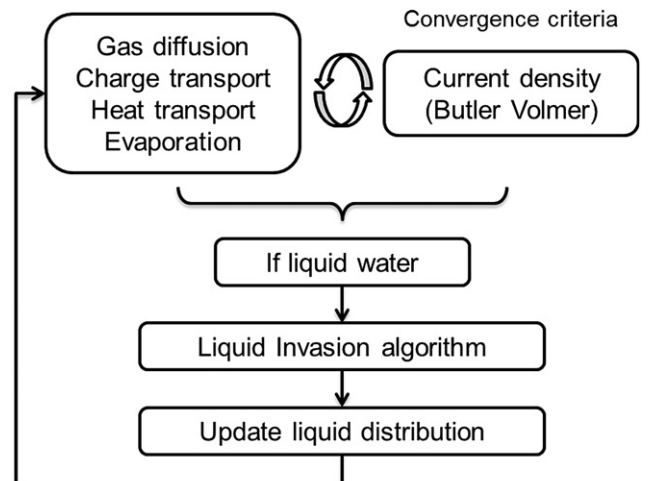 Convergence criteria
Gas diffusion
Charge transport
Heat transport
Evaporation
Current density
(Butler Volmer)
If liquid water
Liquid Invasion algorithm
Update liquid distribution